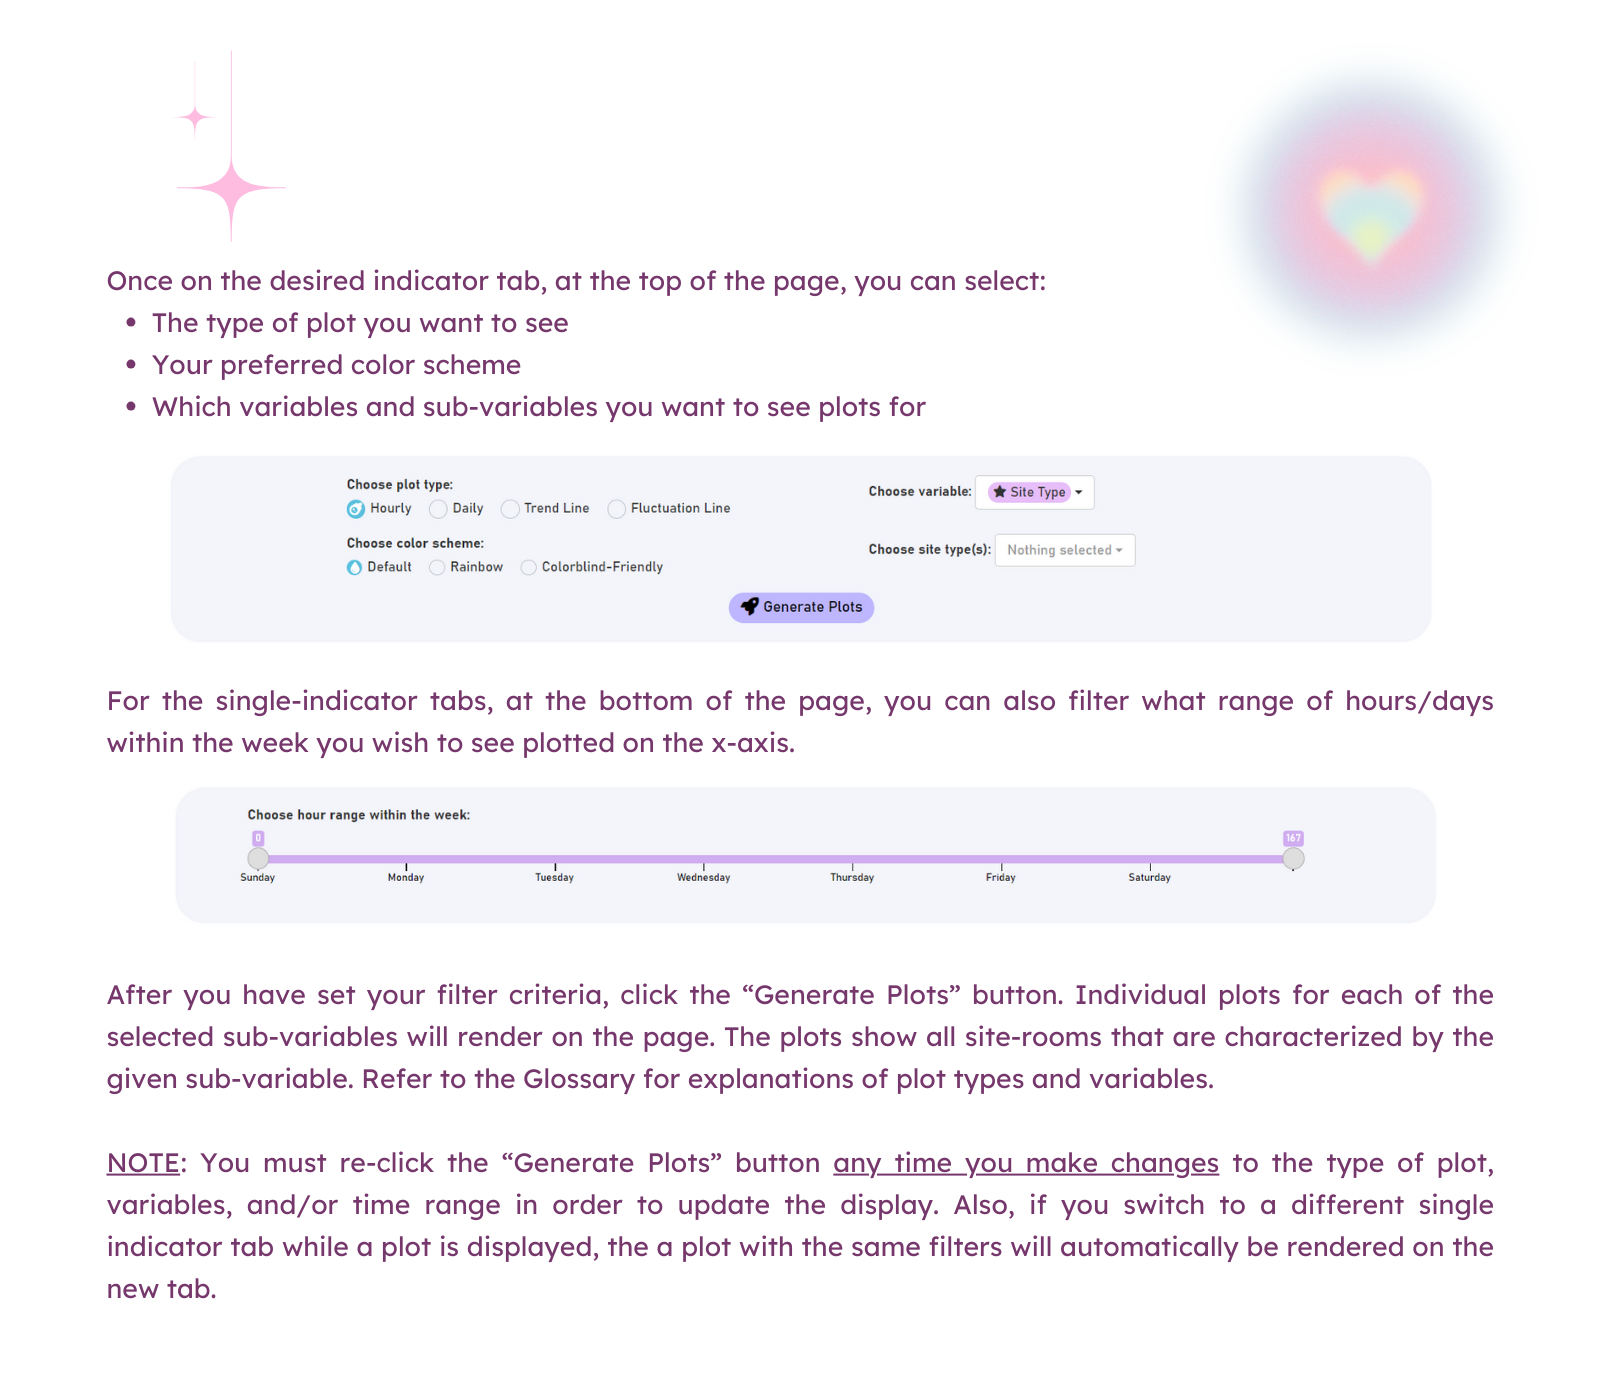 Once on the desired indicator tab, at the top of the page, you can select:
• The type of plot you want to see
• Your preferred color scheme
• Which variables and sub-variables you want to see plots for
Choose plot type:
Hourly Daily Trend Line Fluctuation Line
Choose color scheme:
Default Rainbow Colorblind-Friendly
Choose variable: Site Type
Choose site type(s): Nothing selected
Generate Plots
For the single-indicator tabs, at the bottom of the page, you can also filter what range of hours/days
within the week you wish to see plotted on the x-axis.
Choose hour range within the week:
0 167
Sunday Monday Tuesday Wednesday Thursday Friday Saturday
After you have set your filter criteria, click the “Generate Plots” button. Individual plots for each of the
selected sub-variables will render on the page. The plots show all site-rooms that are characterized by the
given sub-variable. Refer to the Glossary for explanations of plot types and variables.
NOTE: You must re-click the “Generate Plots” button any time you make changes to the type of plot,
variables, and/or time range in order to update the display. Also, if you switch to a different single
indicator tab while a plot is displayed, the a plot with the same filters will automatically be rendered on the
new tab.